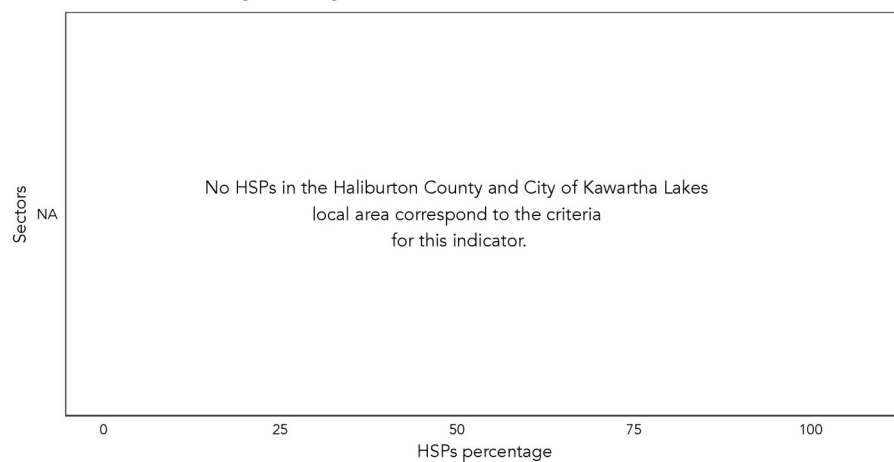 No HSPs in the Haliburton County and City of Kawartha Lakes
local area correspond to the criteria
for this indicator.
Sectors
NA
0 25 50 75 100
HSPs percentage